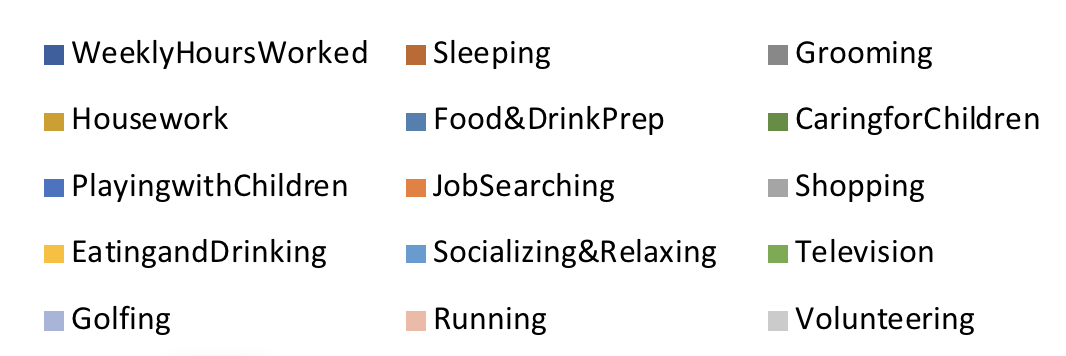 WeeklyHoursWorked Sleeping Grooming
Housework Food&DrinkPrep CaringforChildren
PlayingwithChildren JobSearching Shopping
EatingandDrinking Socializing&Relaxing Television
Golfing Running Volunteering